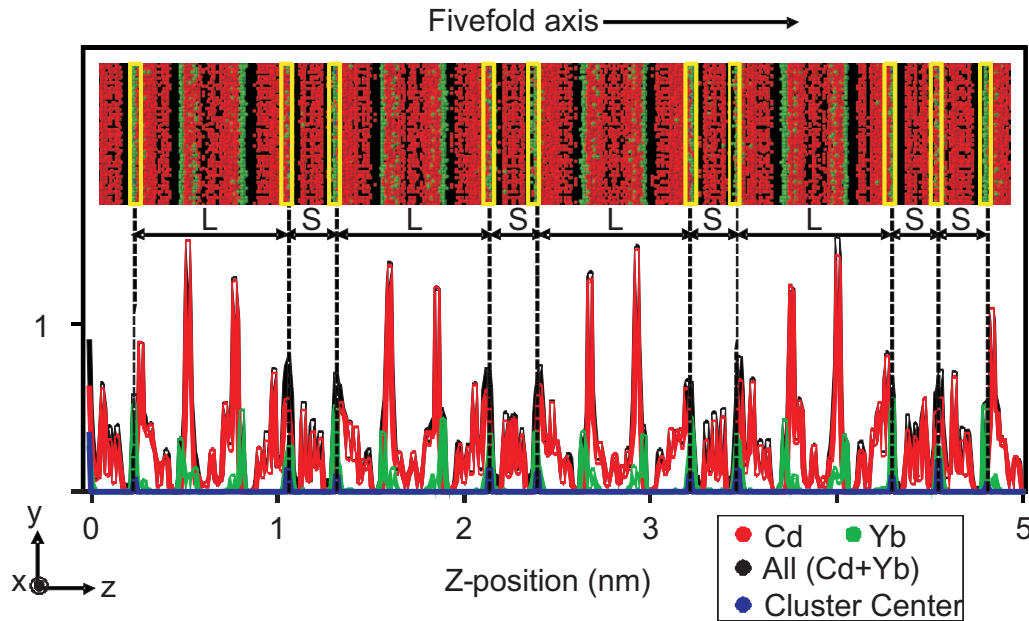 Fivefold axis
L S L S L S L S S
1
0 1 2 3 4 5
Z-position (nm)
y
x z
Cd Yb
All (Cd+Yb)
Cluster Center